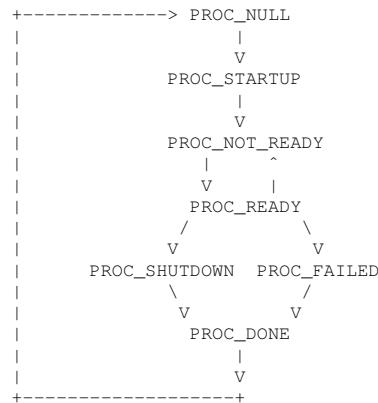 PROC_NULL
PROC_STARTUP
PROC_NOT_READY
PROC_READY
PROC_SHUTDOWN PROC_FAILED
PROC_DONE